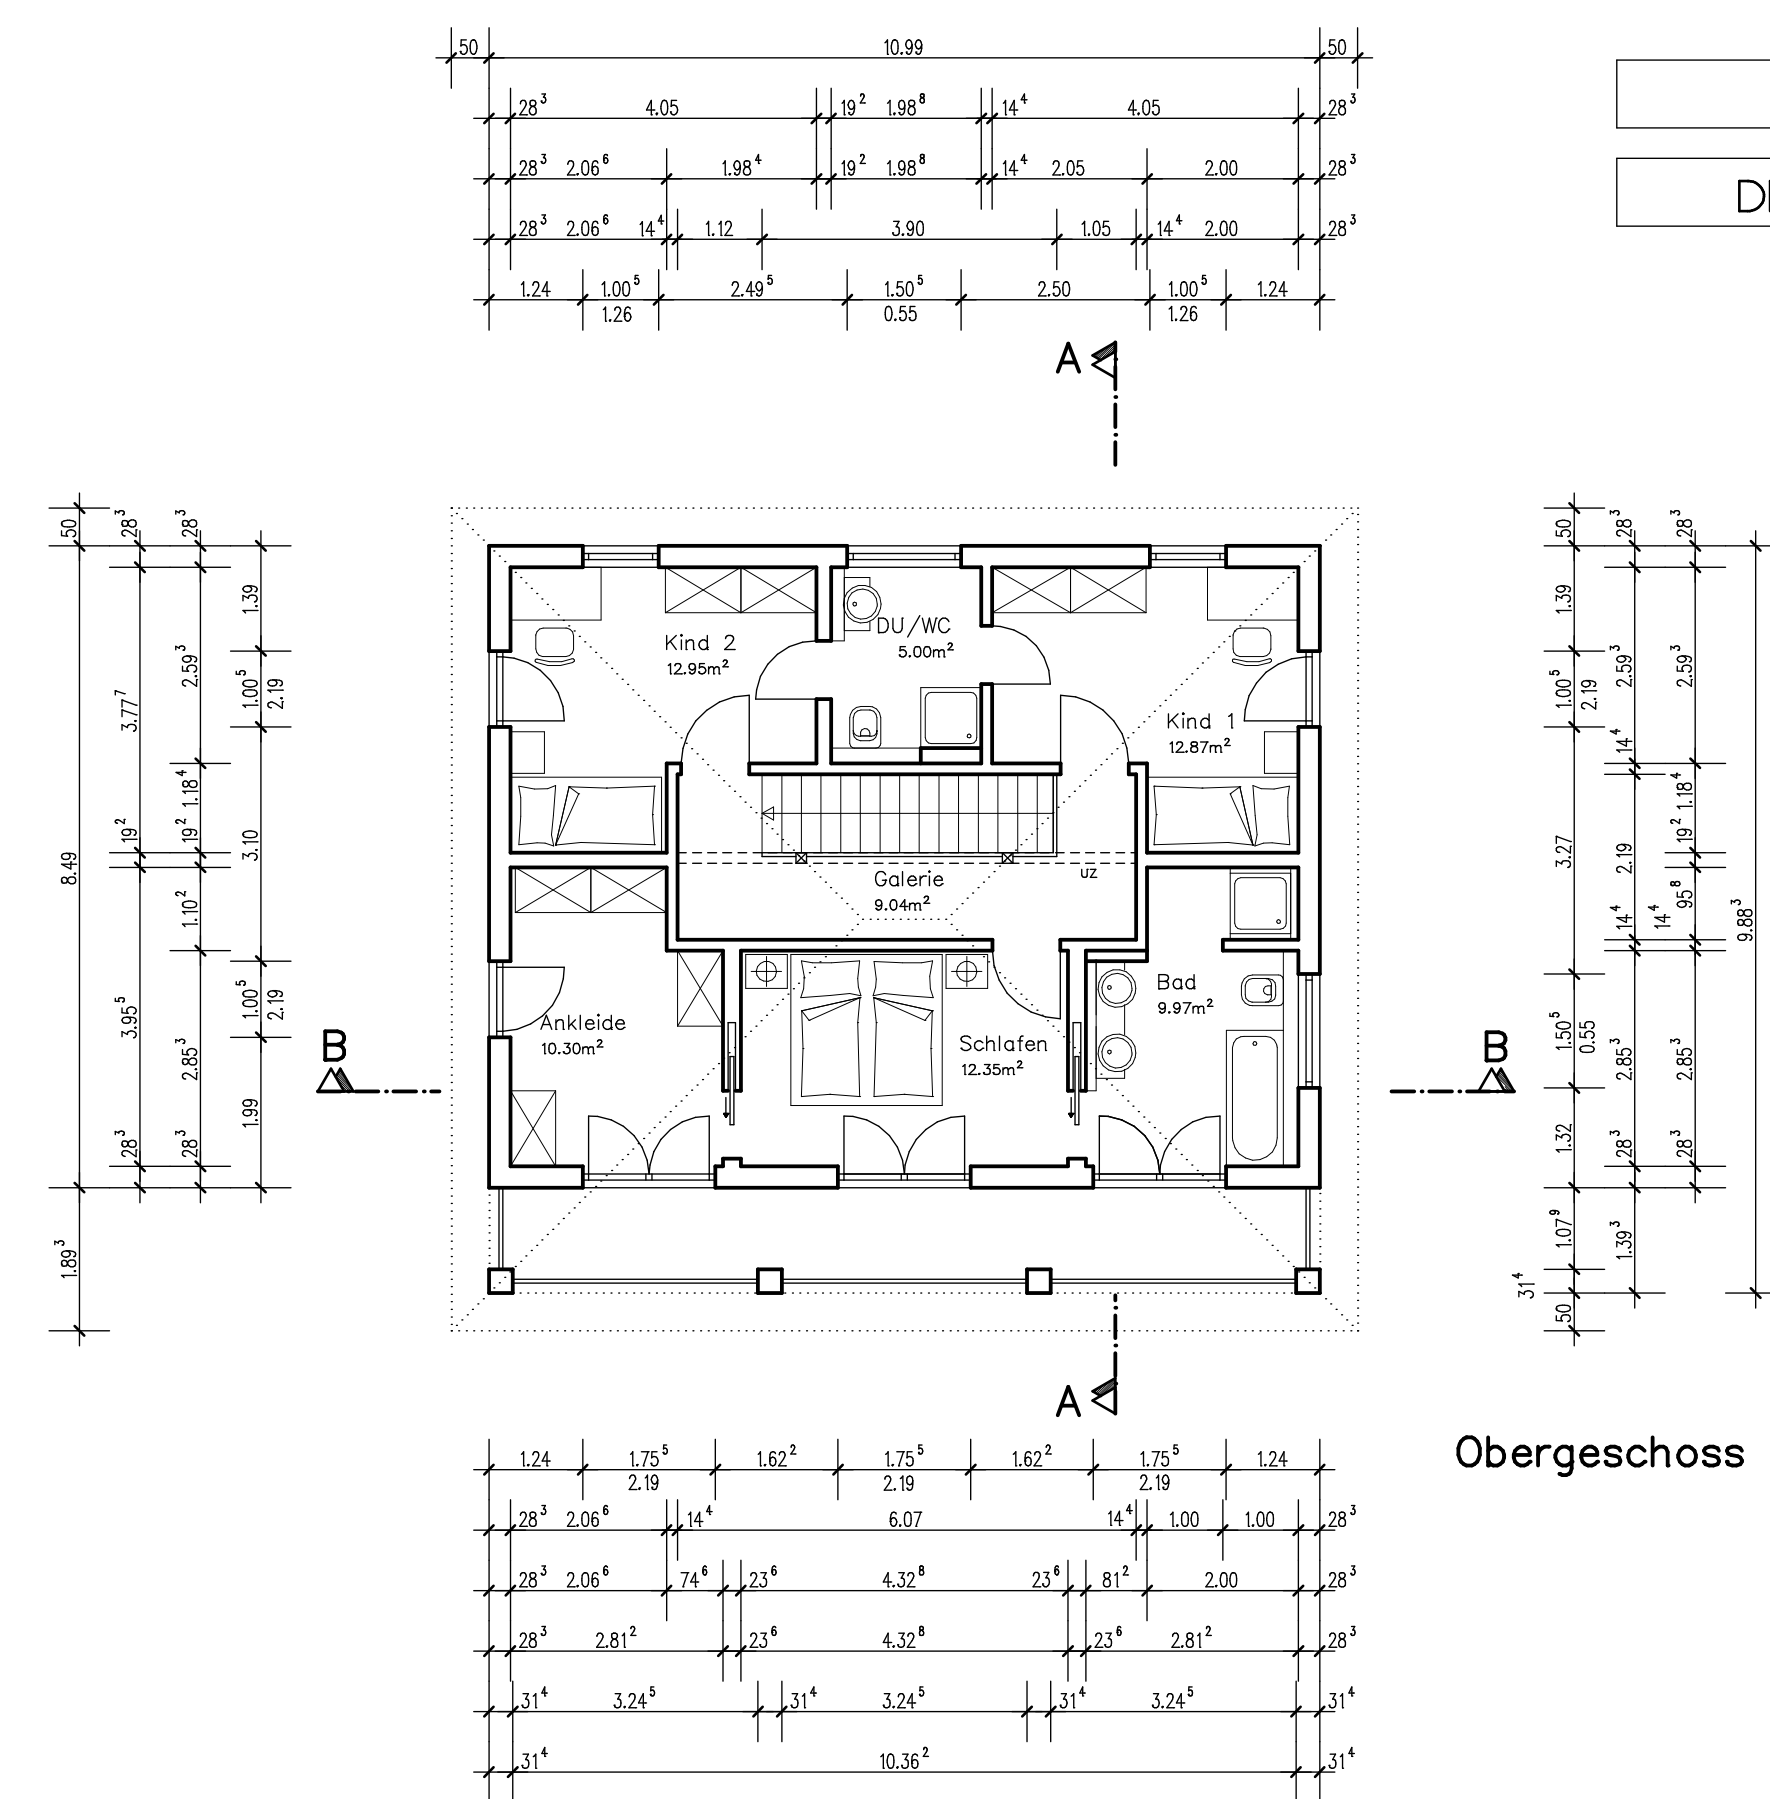 50 10.99 50
28³ 4.05 19² 1.98⁸ 14⁴ 4.05 28³
28³ 2.06⁶ 1.98⁴ 19² 1.98⁸ 14⁴ 2.05 2.00 28³
28³ 2.06⁶ 14⁴ 1.12 3.90 1.05 14⁴ 2.00 28³
1.24 1.00⁵ 2.49⁵ 1.50⁵ 2.50 1.00⁵ 1.24
1.26 0.55 1.26
A
50 8.49 1.89³
28³ 3.77⁷ 19² 3.95⁵ 28³
28³ 2.59³ 1.18⁴ 19² 1.10² 2.85³ 28³
1.39 1.00⁵ 3.10 1.00⁵ 1.99
2.19 2.19
B
Kind 2
12.95m²
DU/WC
5.00m²
Kind 1
12.87m²
Galerie
9.04m²
UZ
Ankleide
10.30m²
Schlafen
12.35m²
Bad
9.97m²
B
50 1.39 1.00⁵ 3.27 1.50⁵ 1.32 1.07⁹ 31⁴ 50
2.19 0.55
28³ 2.59³ 14⁴ 2.19 14⁴ 2.85³ 28³ 1.39³
28³ 2.59³ 1.18⁴ 19² 95⁸ 14⁴ 2.85³ 28³
9.88³
A
Obergeschoss
1.24 1.75⁵ 1.62² 1.75⁵ 1.62² 1.75⁵ 1.24
2.19 2.19 2.19
28³ 2.06⁶ 14⁴ 6.07 14⁴ 1.00 1.00 28³
28³ 2.06⁶ 74⁶ 23⁶ 4.32⁸ 23⁶ 81² 2.00 28³
28³ 2.81² 23⁶ 4.32⁸ 23⁶ 2.81² 28³
31⁴ 3.24⁵ 31⁴ 3.24⁵ 31⁴ 3.24⁵ 31⁴
31⁴ 10.36² 31⁴